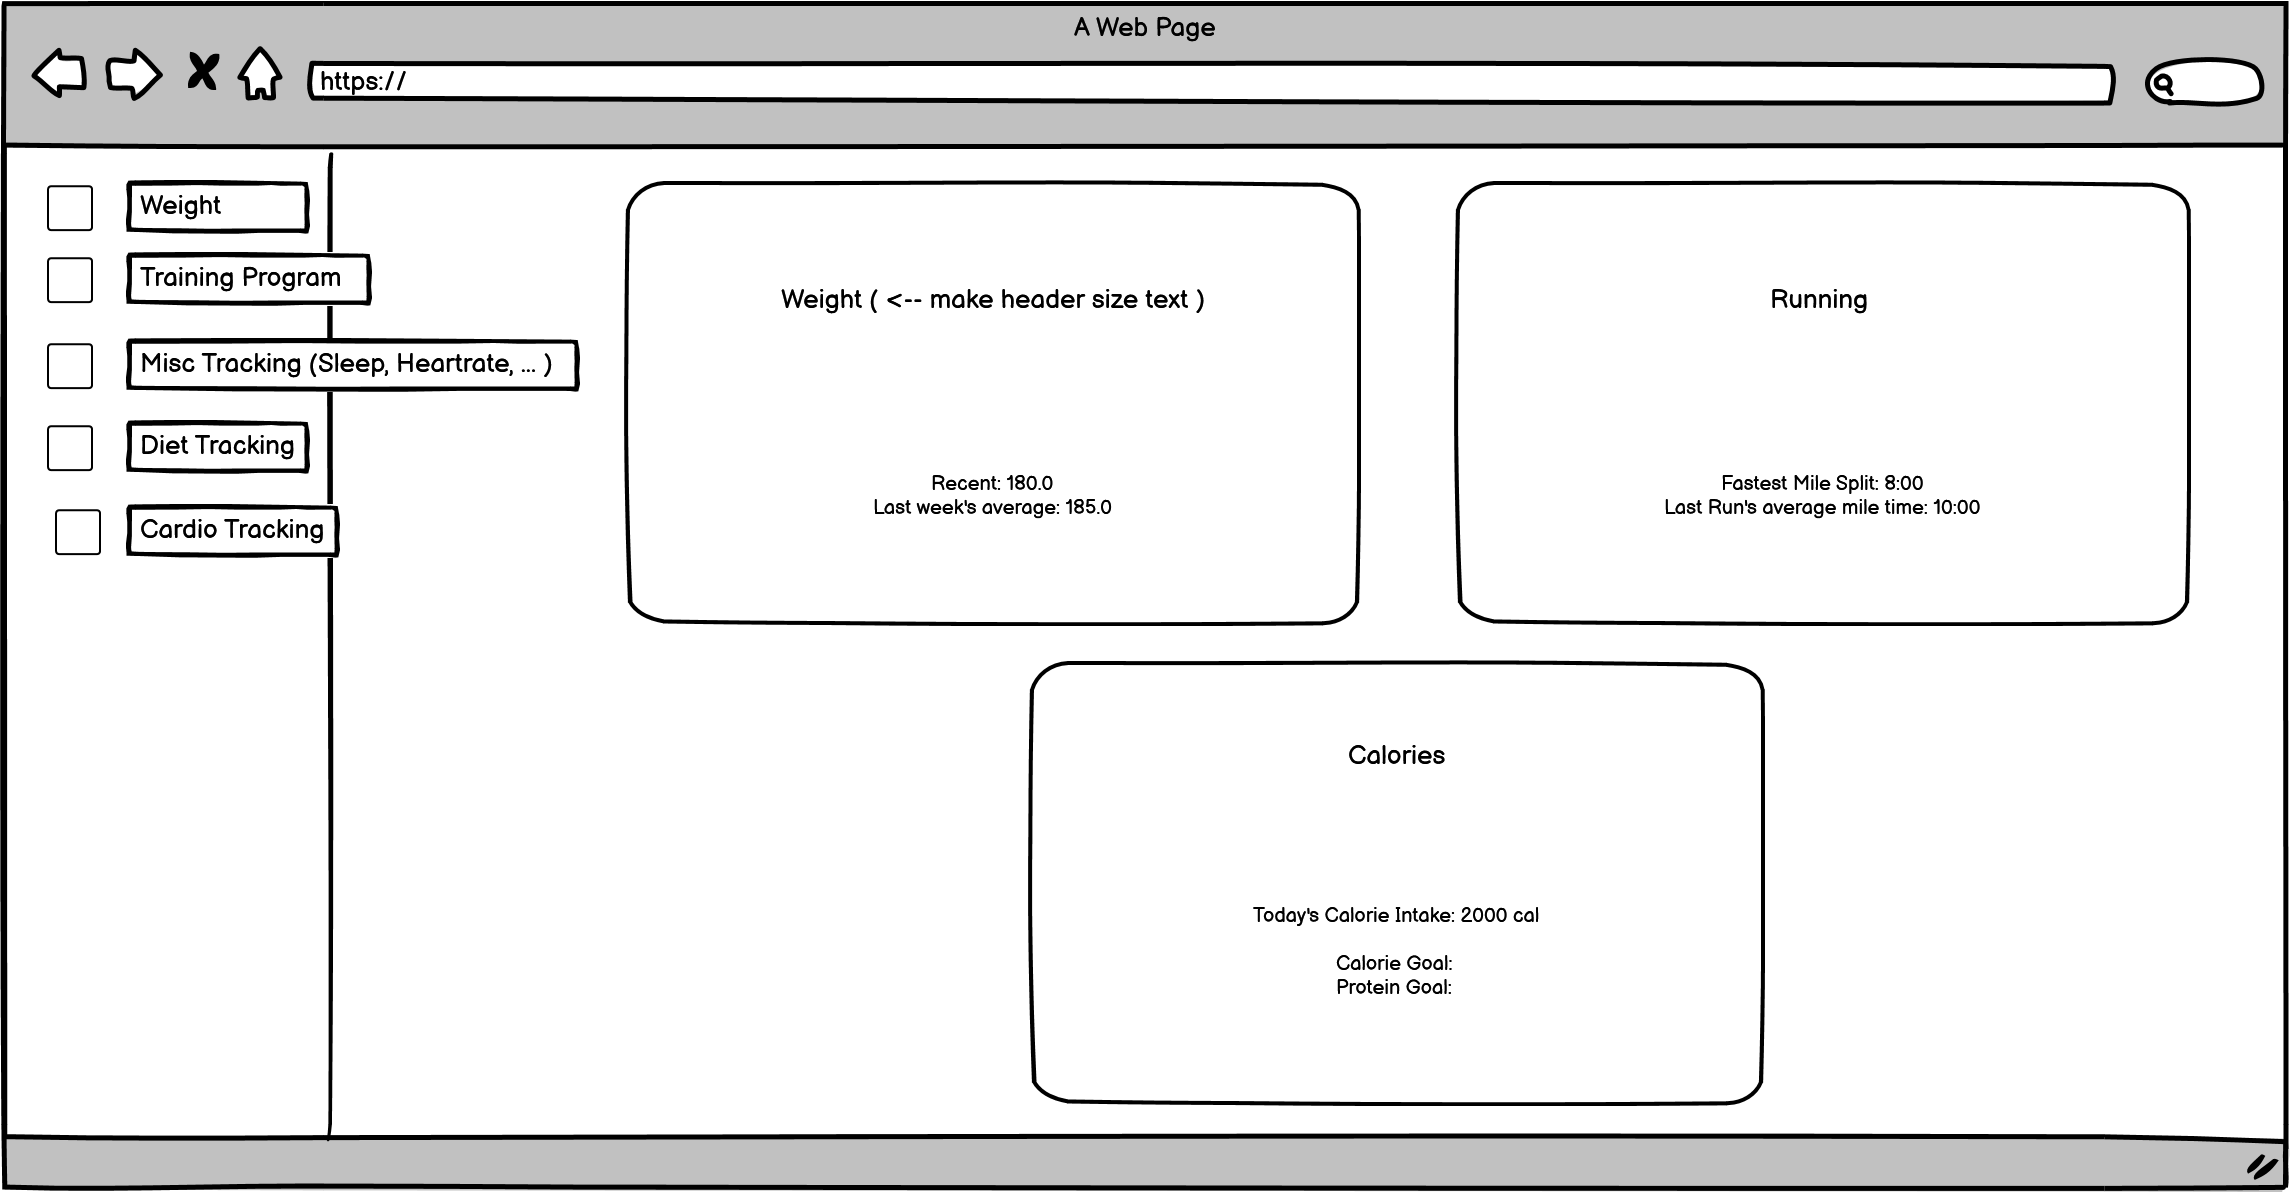 A Web Page
https://
Weight
Training Program
Misc Tracking (Sleep, Heartrate, ... )
Diet Tracking
Cardio Tracking
Weight ( <-- make header size text )
Recent: 180.0
Last week's average: 185.0
Running
Fastest Mile Split: 8:00
Last Run's average mile time: 10:00
Calories
Today's Calorie Intake: 2000 cal
Calorie Goal:
Protein Goal: